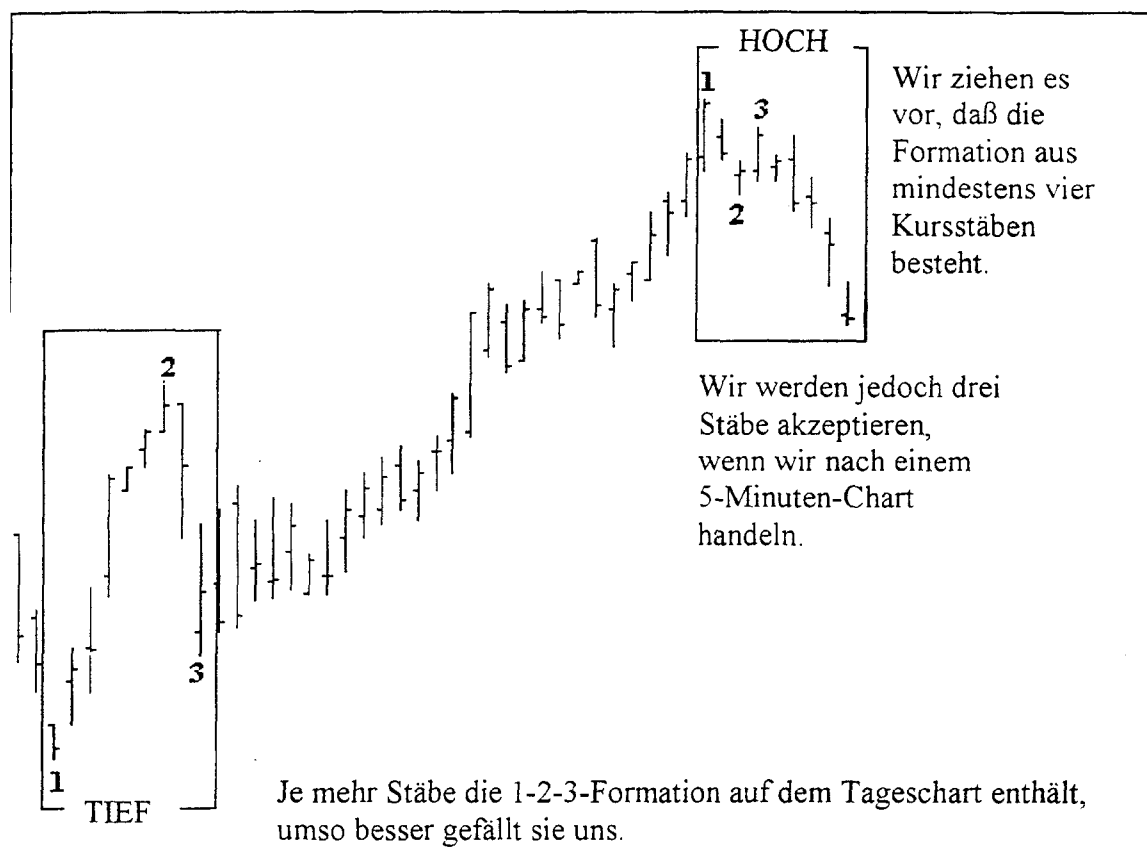 HOCH
1
3
2
Wir ziehen es
vor, daß die
Formation aus
mindestens vier
Kursstäben
besteht.
2
3
1
TIEF
Wir werden jedoch drei
Stäbe akzeptieren,
wenn wir nach einem
5-Minuten-Chart
handeln.
Je mehr Stäbe die 1-2-3-Formation auf dem Tageschart enthält,
umso besser gefällt sie uns.